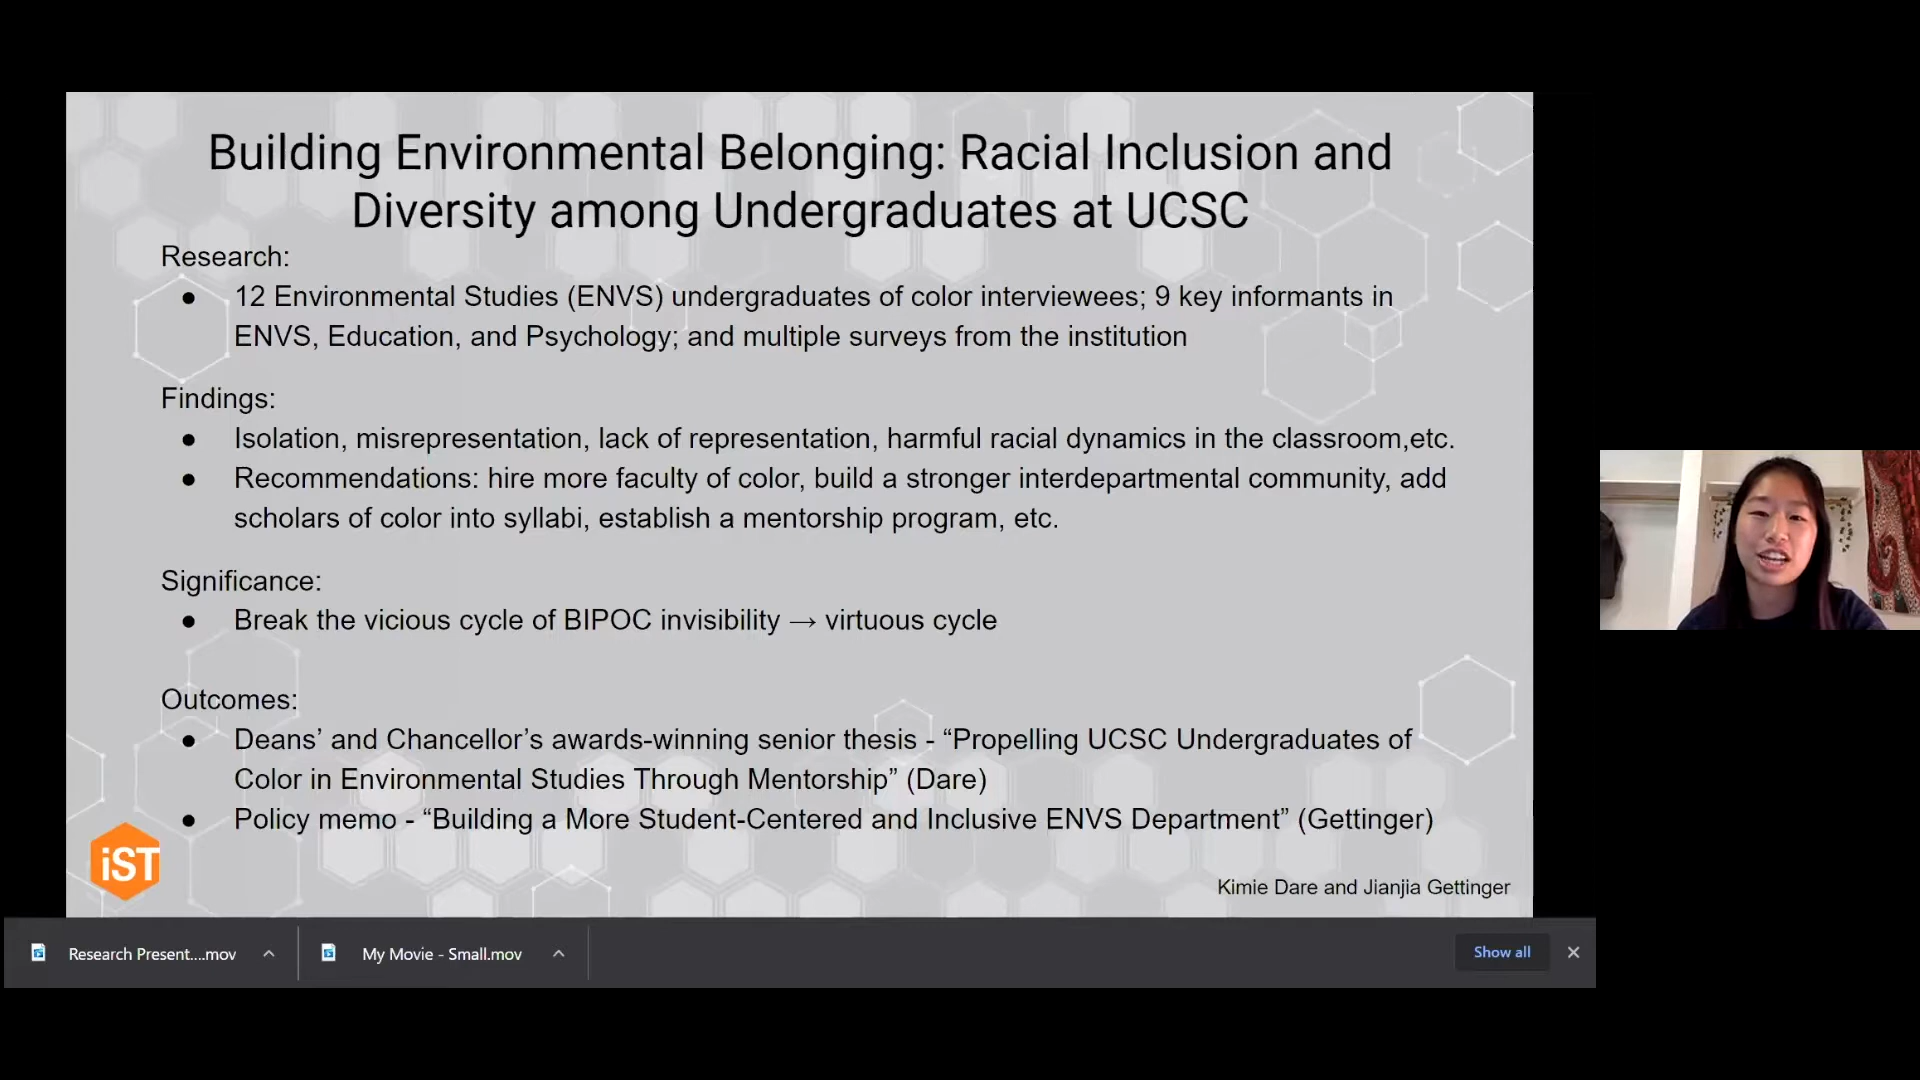 Building Environmental Belonging: Racial Inclusion and
Diversity among Undergraduates at UCSC
Research:
● 12 Environmental Studies (ENVS) undergraduates of color interviewees; 9 key informants in
ENVS, Education, and Psychology; and multiple surveys from the institution
Findings:
● Isolation, misrepresentation, lack of representation, harmful racial dynamics in the classroom,etc.
● Recommendations: hire more faculty of color, build a stronger interdepartmental community, add
scholars of color into syllabi, establish a mentorship program, etc.
Significance:
● Break the vicious cycle of BIPOC invisibility → virtuous cycle
Outcomes:
● Deans’ and Chancellor’s awards-winning senior thesis - “Propelling UCSC Undergraduates of
Color in Environmental Studies Through Mentorship” (Dare)
● Policy memo - “Building a More Student-Centered and Inclusive ENVS Department” (Gettinger)
iST
Kimie Dare and Jianjia Gettinger
Research Present....mov
My Movie - Small.mov
Show all